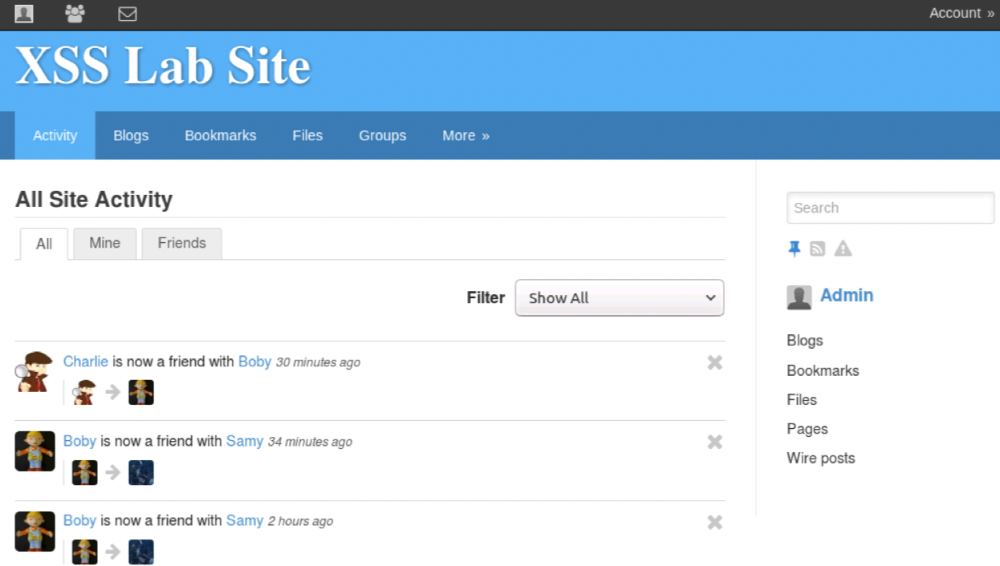 Account »
XSS Lab Site
Activity Blogs Bookmarks Files Groups More »
All Site Activity
All Mine Friends
Filter Show All
Charlie is now a friend with Boby 30 minutes ago
Boby is now a friend with Samy 34 minutes ago
Boby is now a friend with Samy 2 hours ago
Search
Admin
Blogs
Bookmarks
Files
Pages
Wire posts